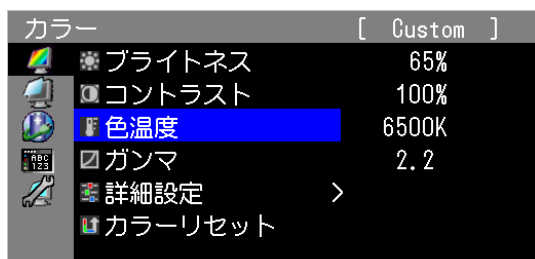 カラー [ Custom ]
ブライトネス 65%
コントラスト 100%
色温度 6500K
ABC
123
ガンマ 2.2
詳細設定 >
カラーリセット